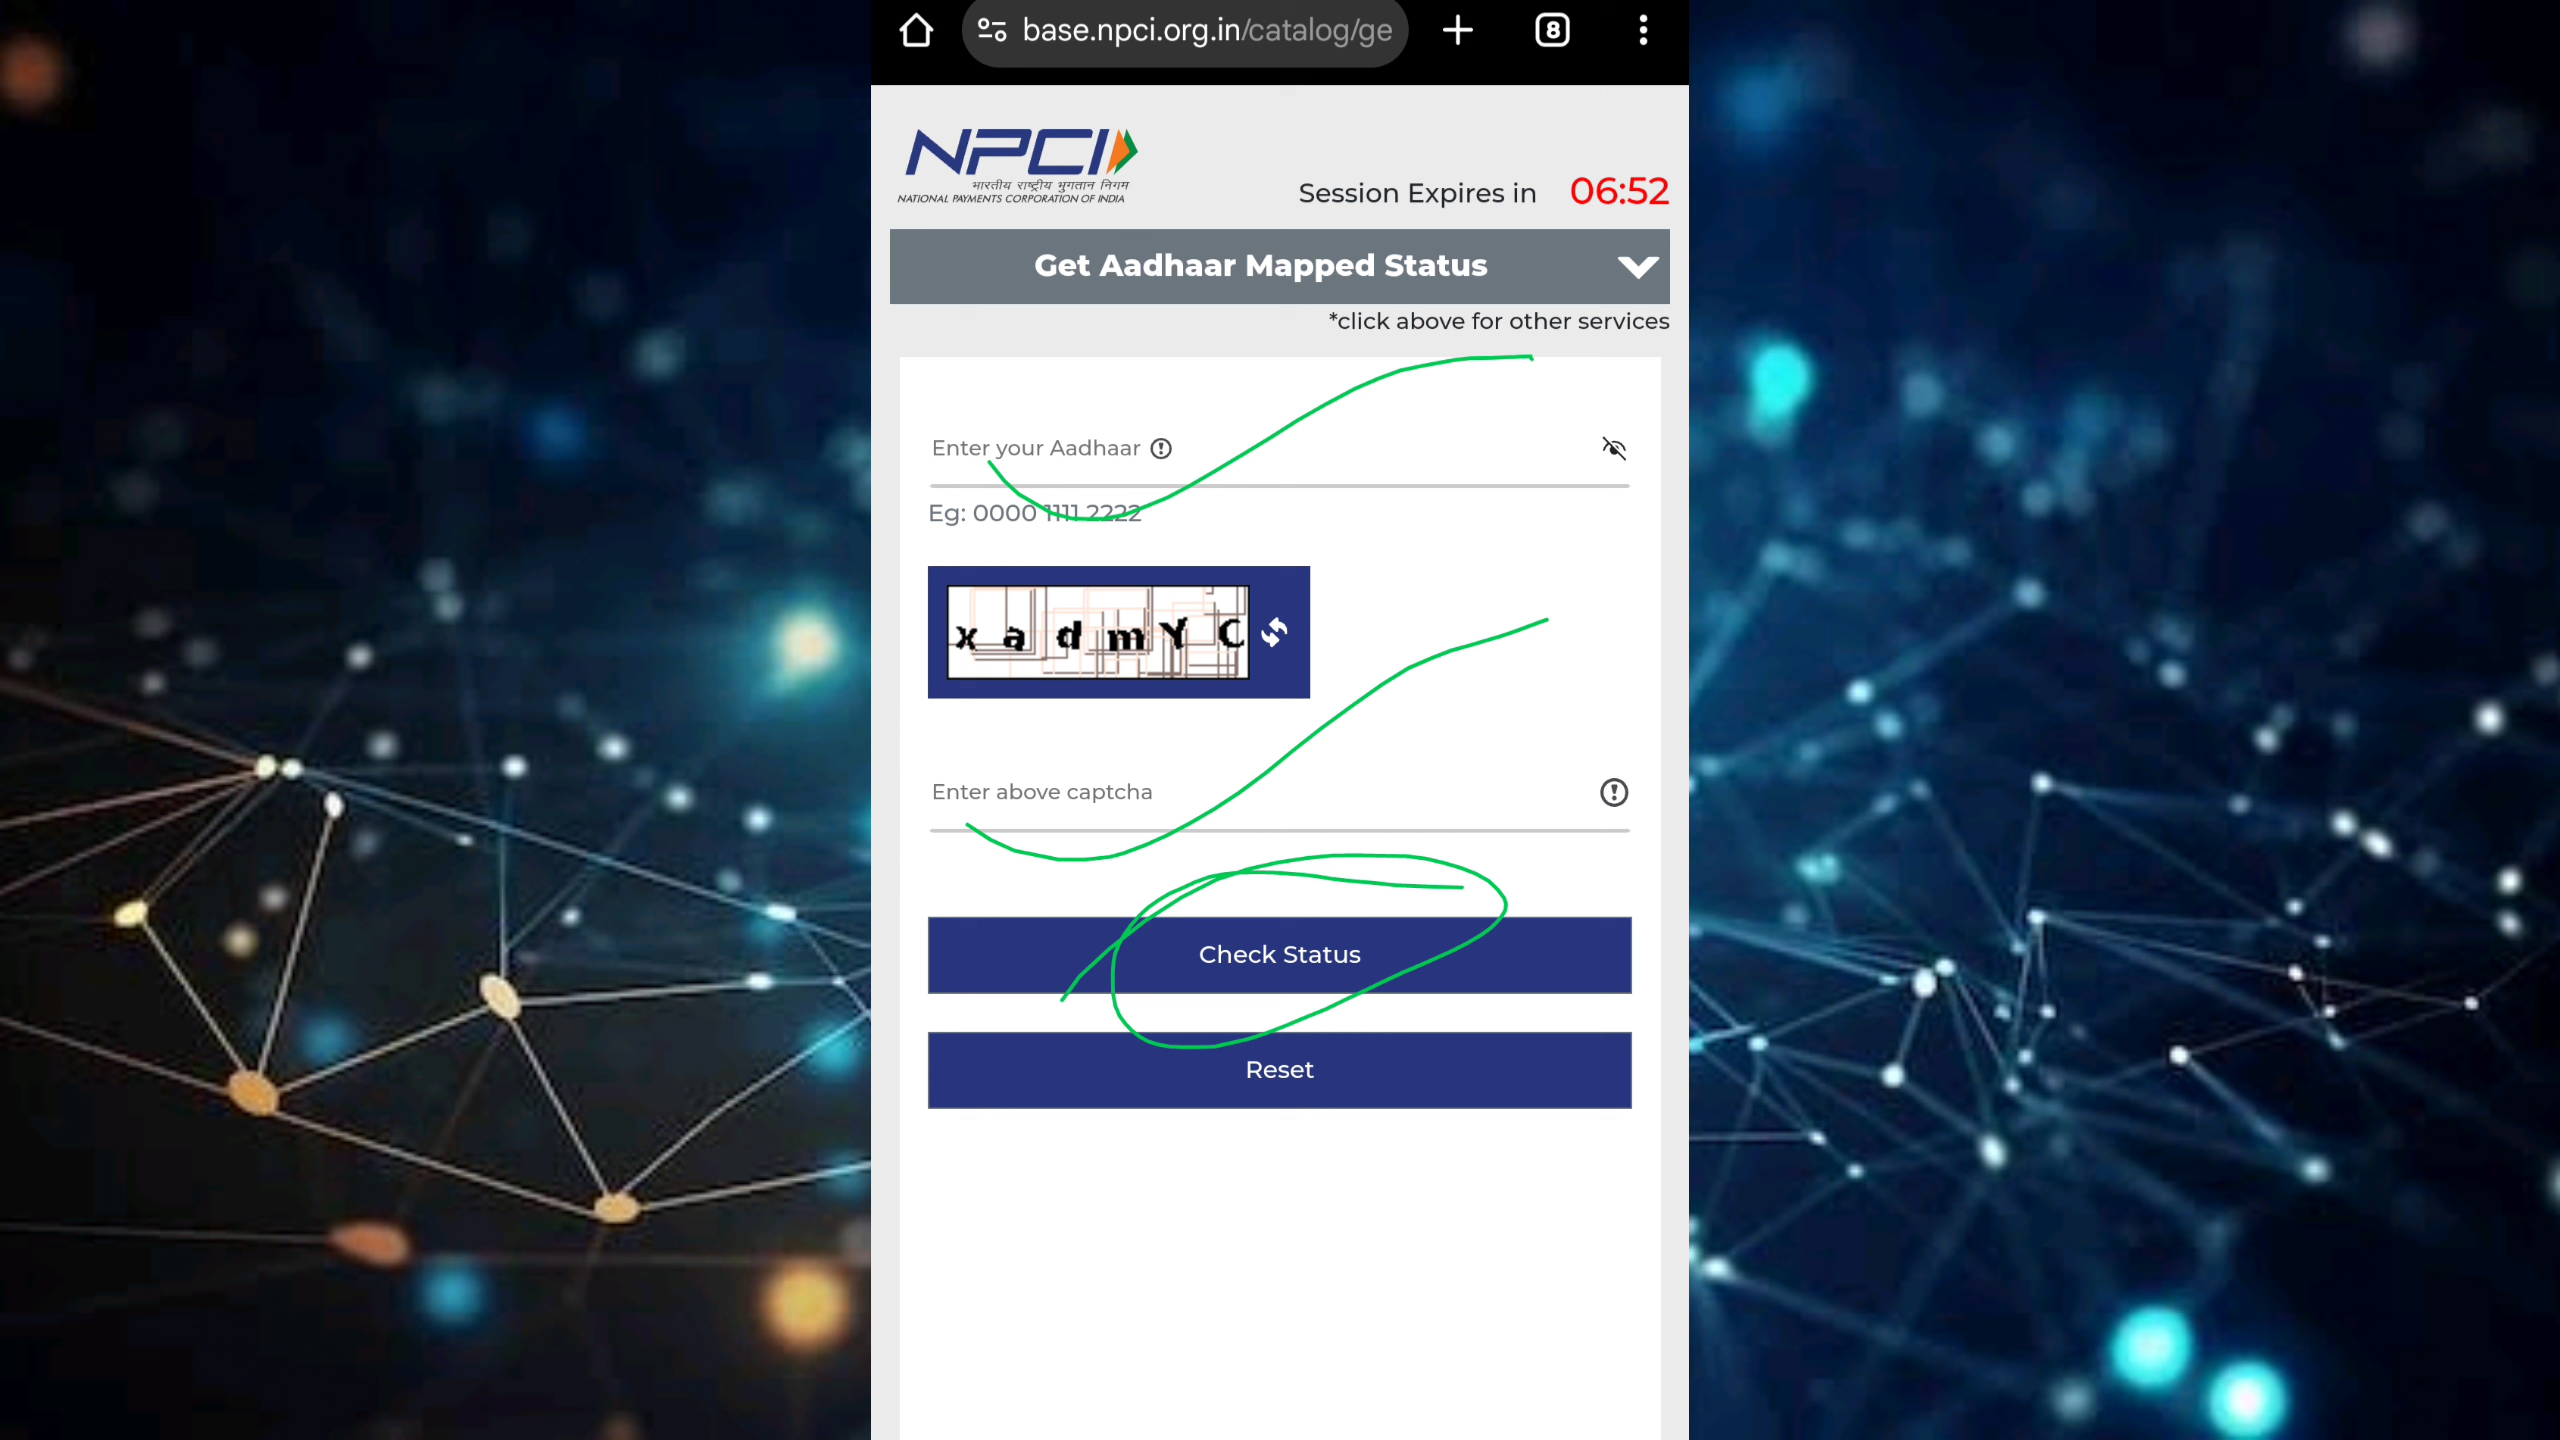 base.npci.org.in/catalog/ge
8
NPCI
भारतीय राष्ट्रीय भुगतान निगम
NATIONAL PAYMENTS CORPORATION OF INDIA
Session Expires in 06:52
Get Aadhaar Mapped Status
*click above for other services
Enter your Aadhaar
Eg: 0000 1111 2222
x a d m Y C
Enter above captcha
Check Status
Reset